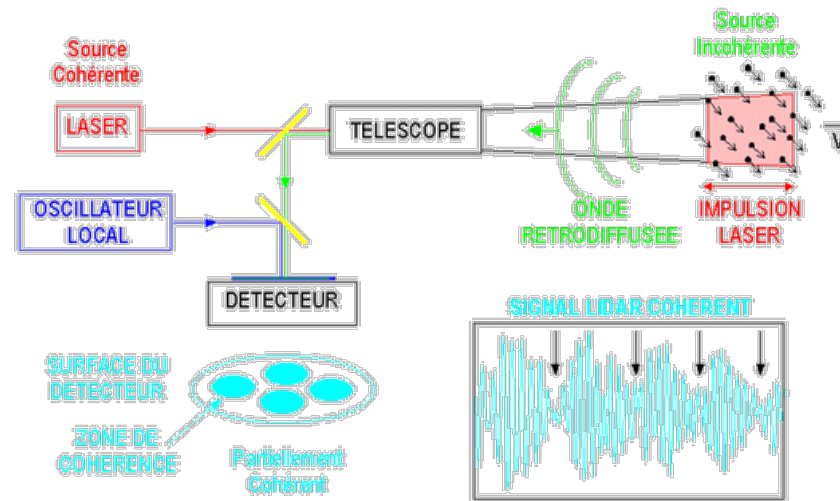 Source
Cohérente
LASER
TELESCOPE
Source
Incohérente
V
OSCILLATEUR
LOCAL
ONDE
RETRODIFFUSEE
IMPULSION
LASER
DETECTEUR
SIGNAL LIDAR COHERENT
SURFACE DU
DETECTEUR
ZONE DE
COHERENCE
Partiellement
Cohérent